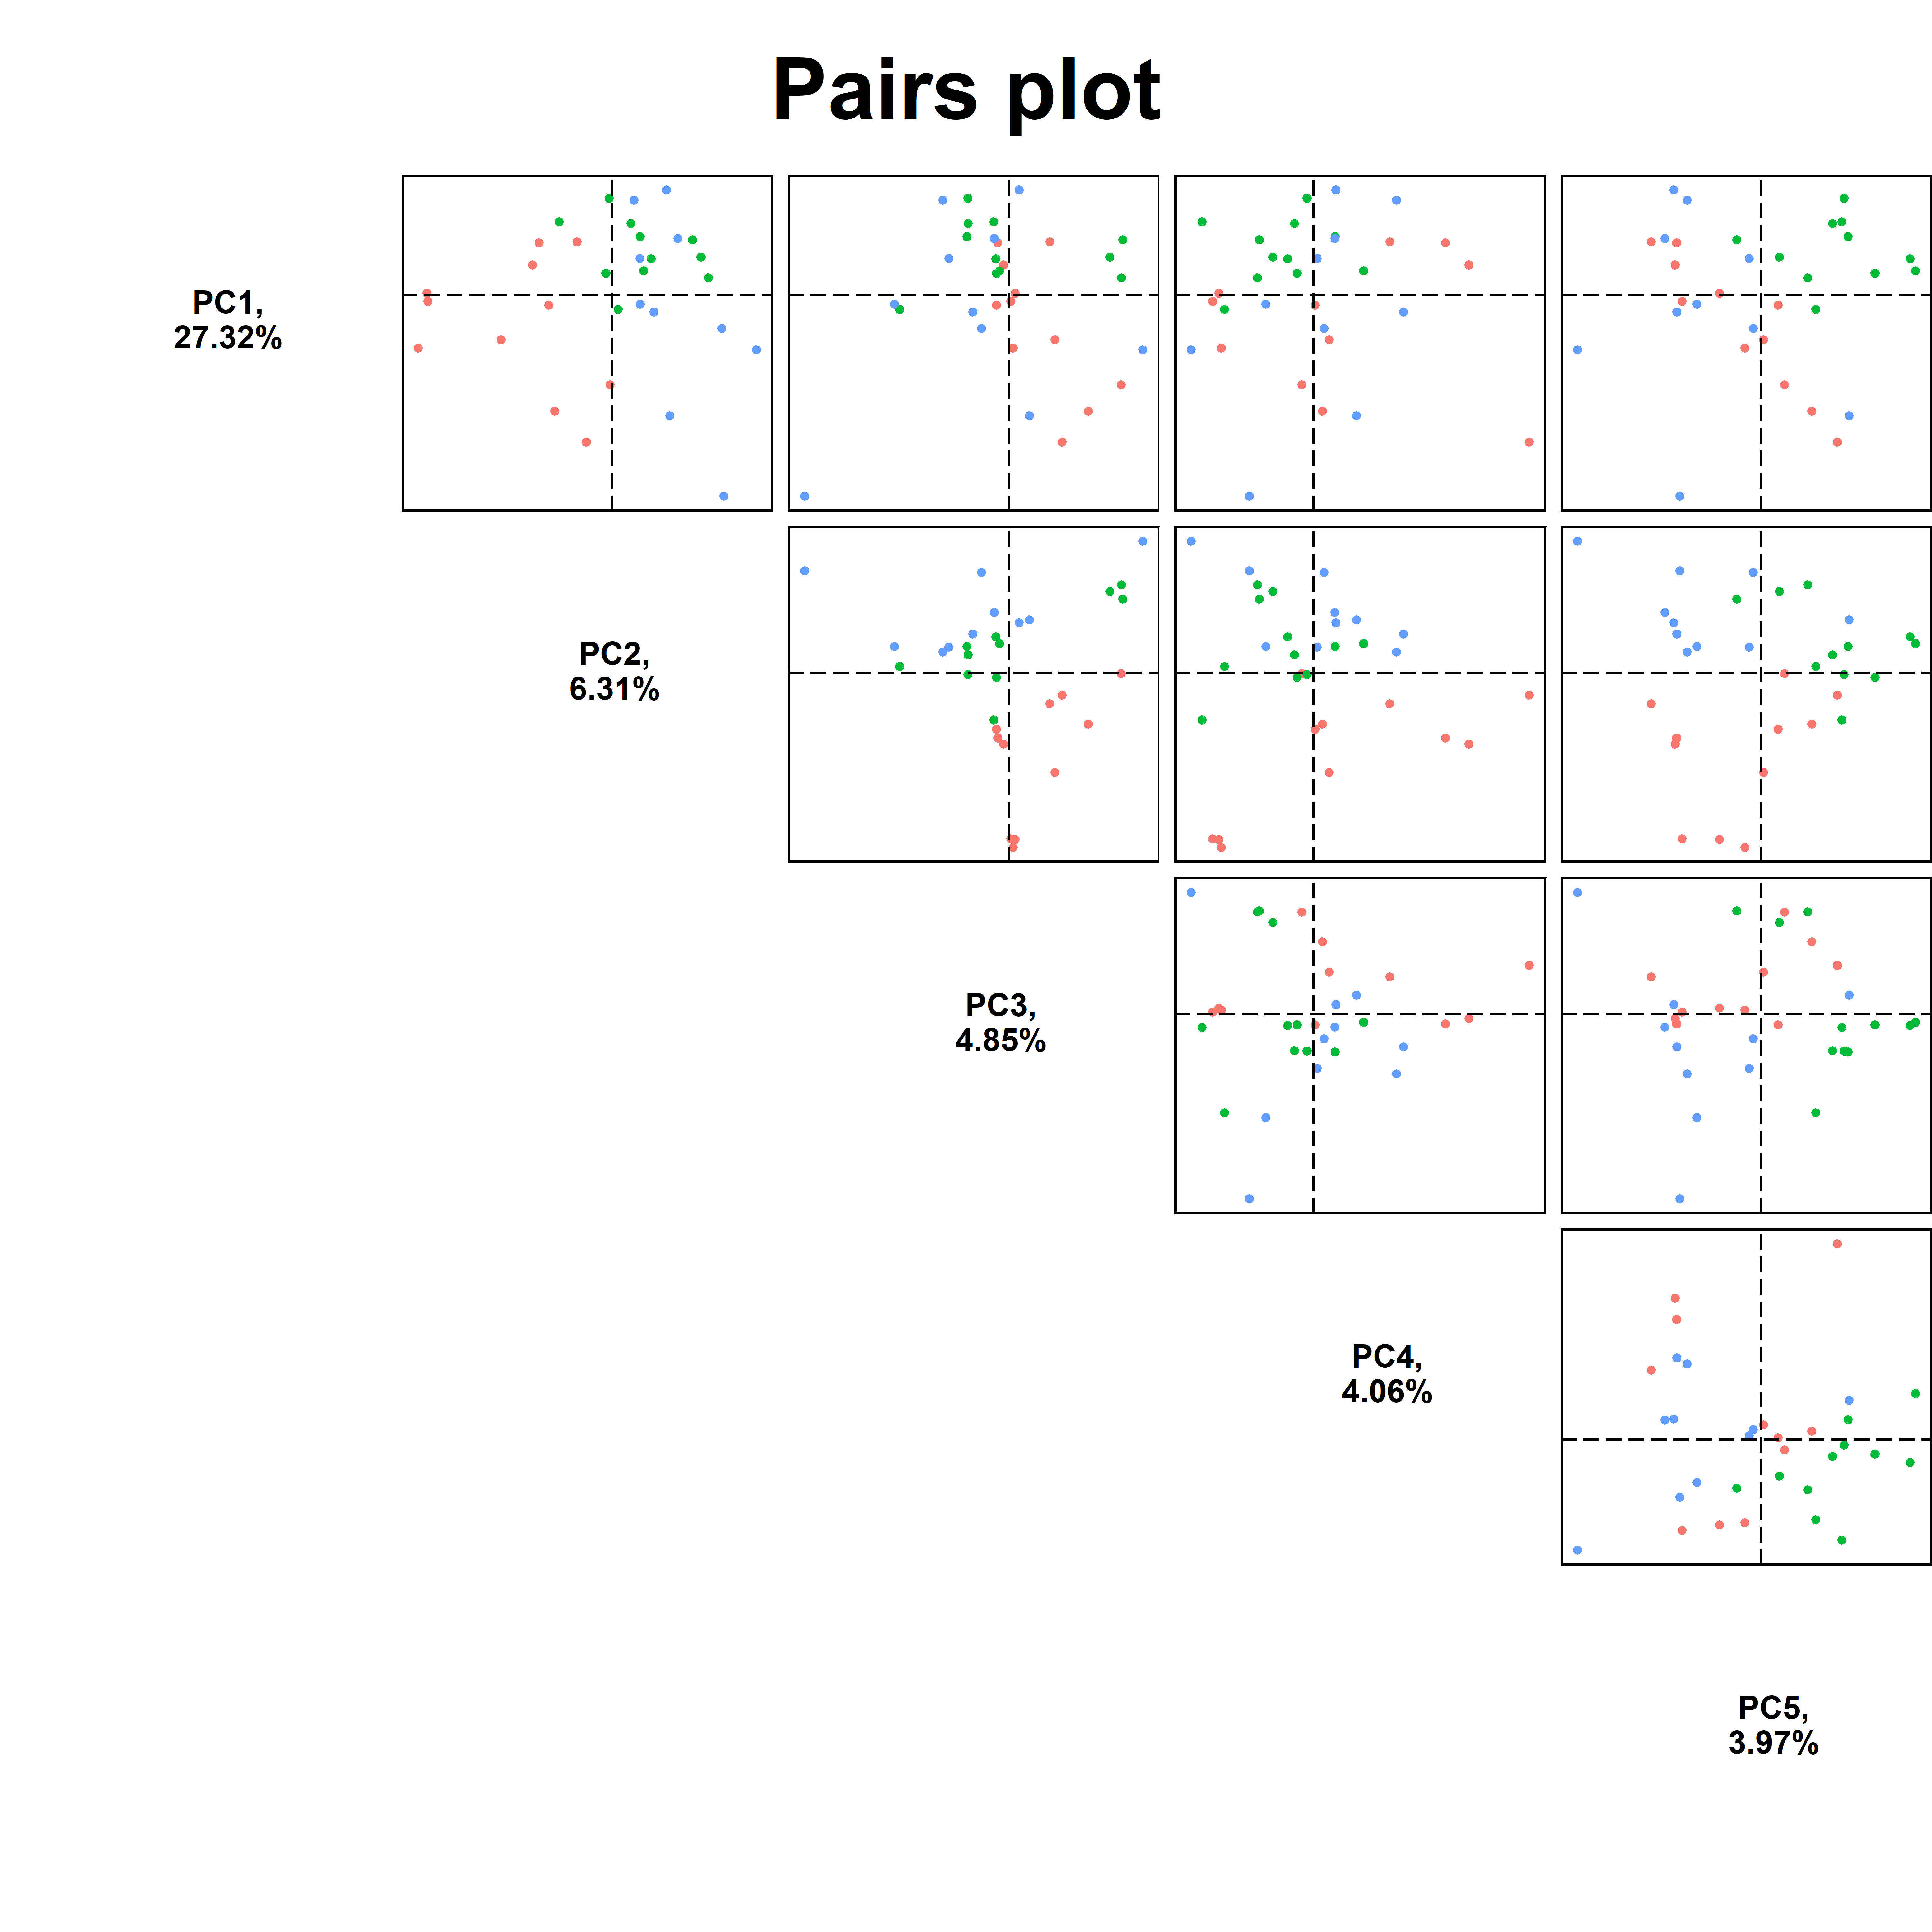 Pairs plot
PC1,
27.32%
PC2,
6.31%
PC3,
4.85%
PC4,
4.06%
PC5,
3.97%